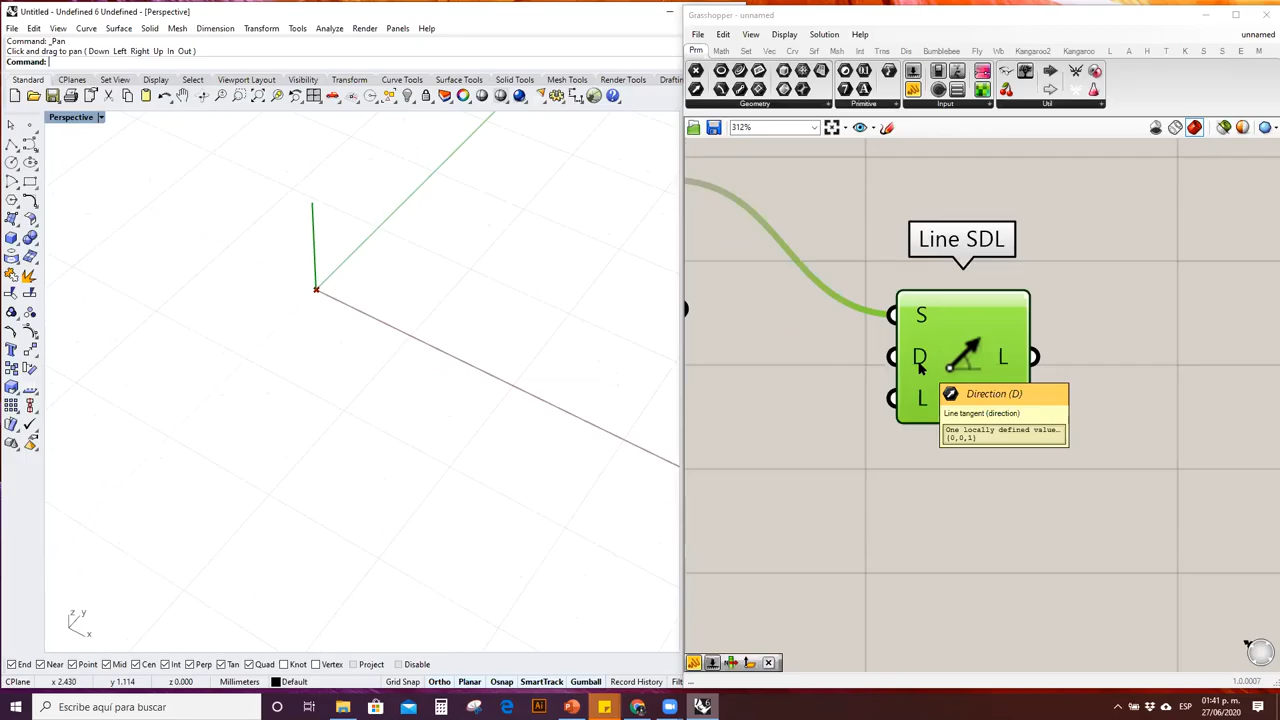 Untitled - Undefined 6 Undefined - [Perspective]
File Edit View Curve Surface Solid Mesh Dimension Transform Tools Analyze Render Panels Help
Command: _Pan
Click and drag to pan ( Down Left Right Up In Out )
Command:
Standard CPlanes Set View Display Select Viewport Layout Visibility Transform Curve Tools Surface Tools Solid Tools Mesh Tools Render Tools Draftin
Perspective
z y
x
End Near Point Mid Cen Int Perp Tan Quad Knot Vertex Project Disable
CPlane x 2.430 y 1.114 z 0.000 Millimeters Default Grid Snap Ortho Planar Osnap SmartTrack Gumball Record History Filt
Grasshopper - unnamed
File Edit View Display Solution Help unnamed
Prm Math Set Vec Crv Srf Msh Int Trns Dis Bumblebee Fly Wb Kangaroo2 Kangaroo L A H T K S E M
Geometry Primitive Input Util
312%
Line SDL
S
D L
L
Direction (D)
Line tangent (direction)
One locally defined value…
{0,0,1}
...
1.0.0007
Escribe aquí para buscar
ESP
01:41 p. m.
27/06/2020